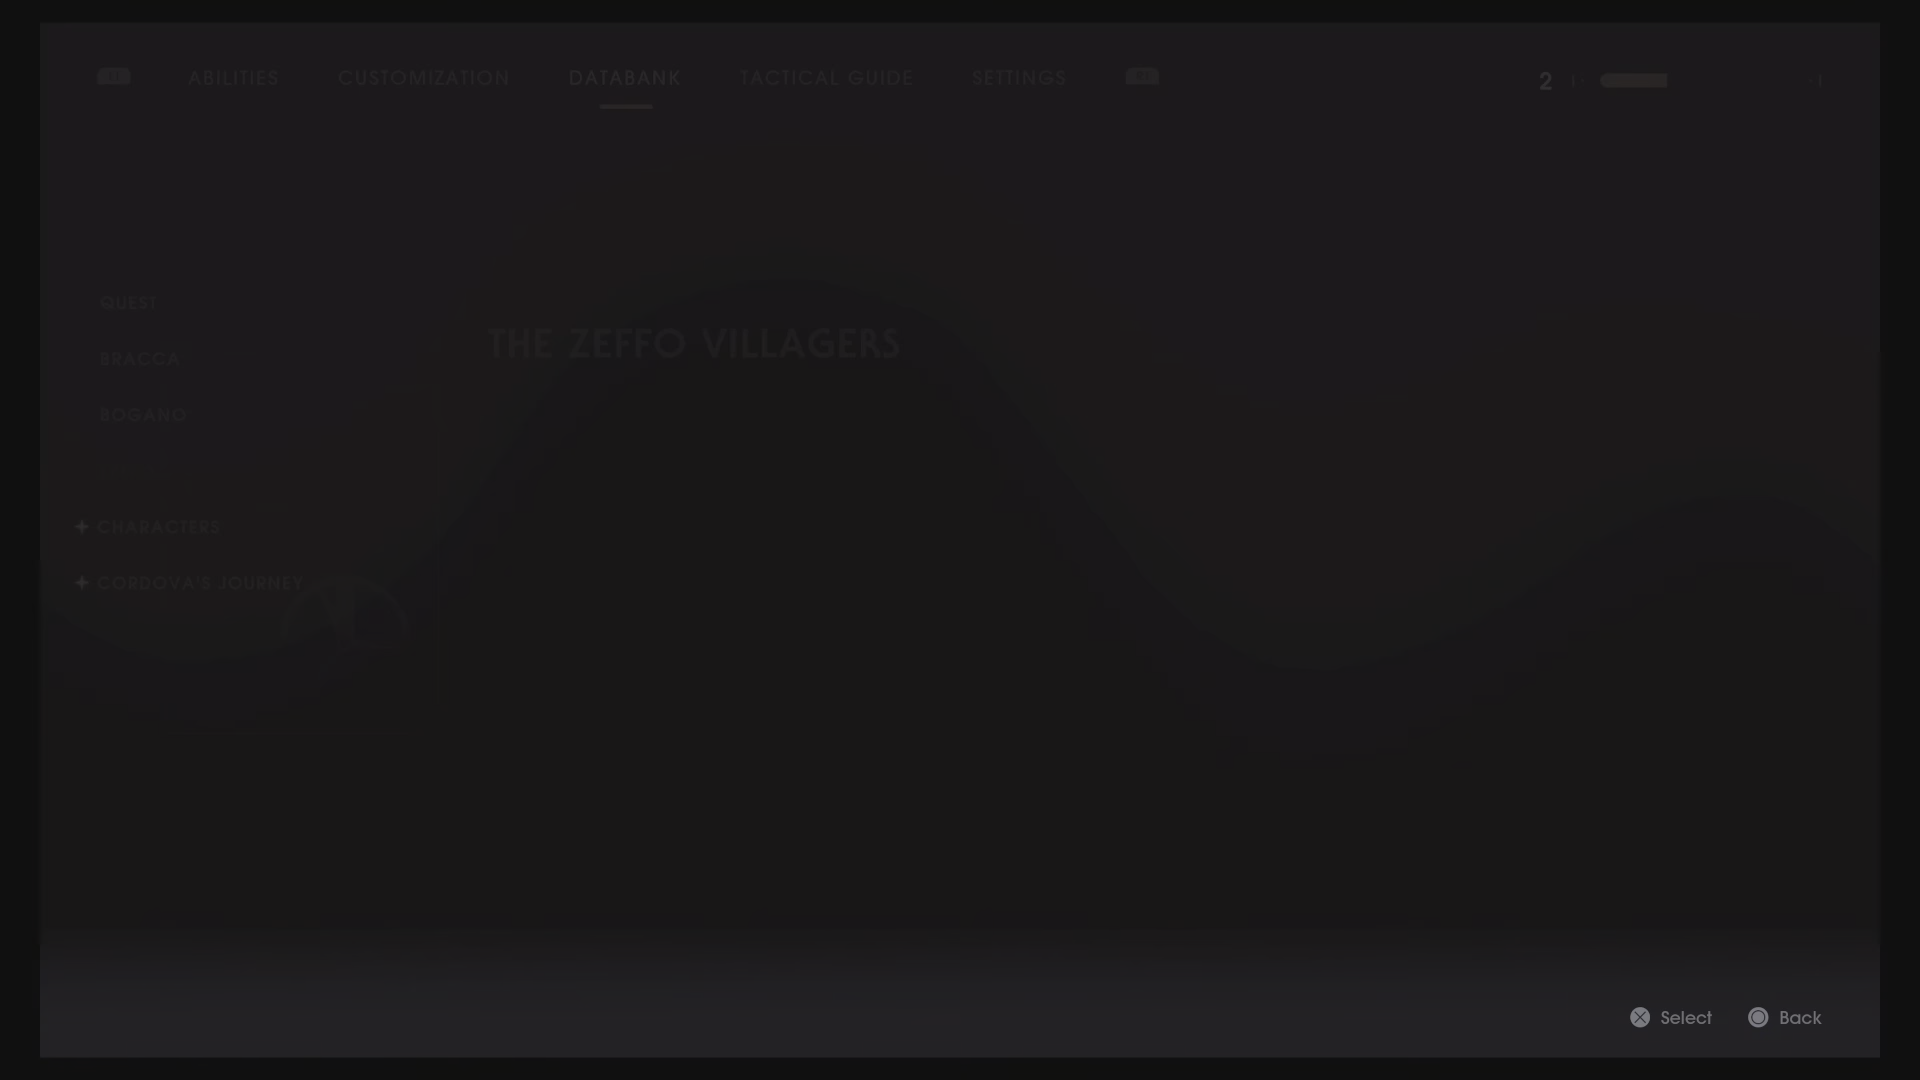 ABILITIES CUSTOMIZATION DATABANK TACTICAL GUIDE SETTINGS 2
QUEST
THE ZEFFO VILLAGERS
BRACCA
BOGANO
CHARACTERS
CORDOVA'S JOURNEY
Select Back